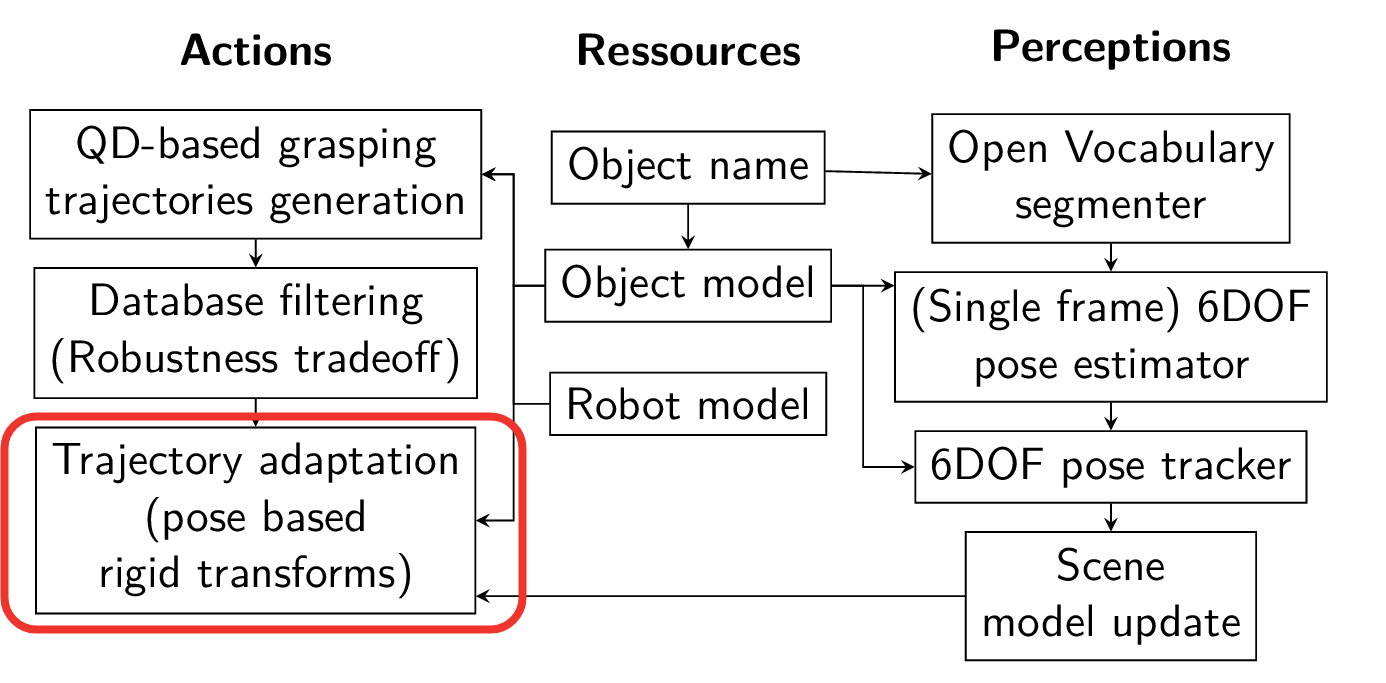 Actions
QD-based grasping
trajectories generation
Database filtering
(Robustness tradeoff)
Trajectory adaptation
(pose based
rigid transforms)
Ressources
Object name
Object model
Robot model
Perceptions
Open Vocabulary
segmenter
(Single frame) 6DOF
pose estimator
6DOF pose tracker
Scene
model update